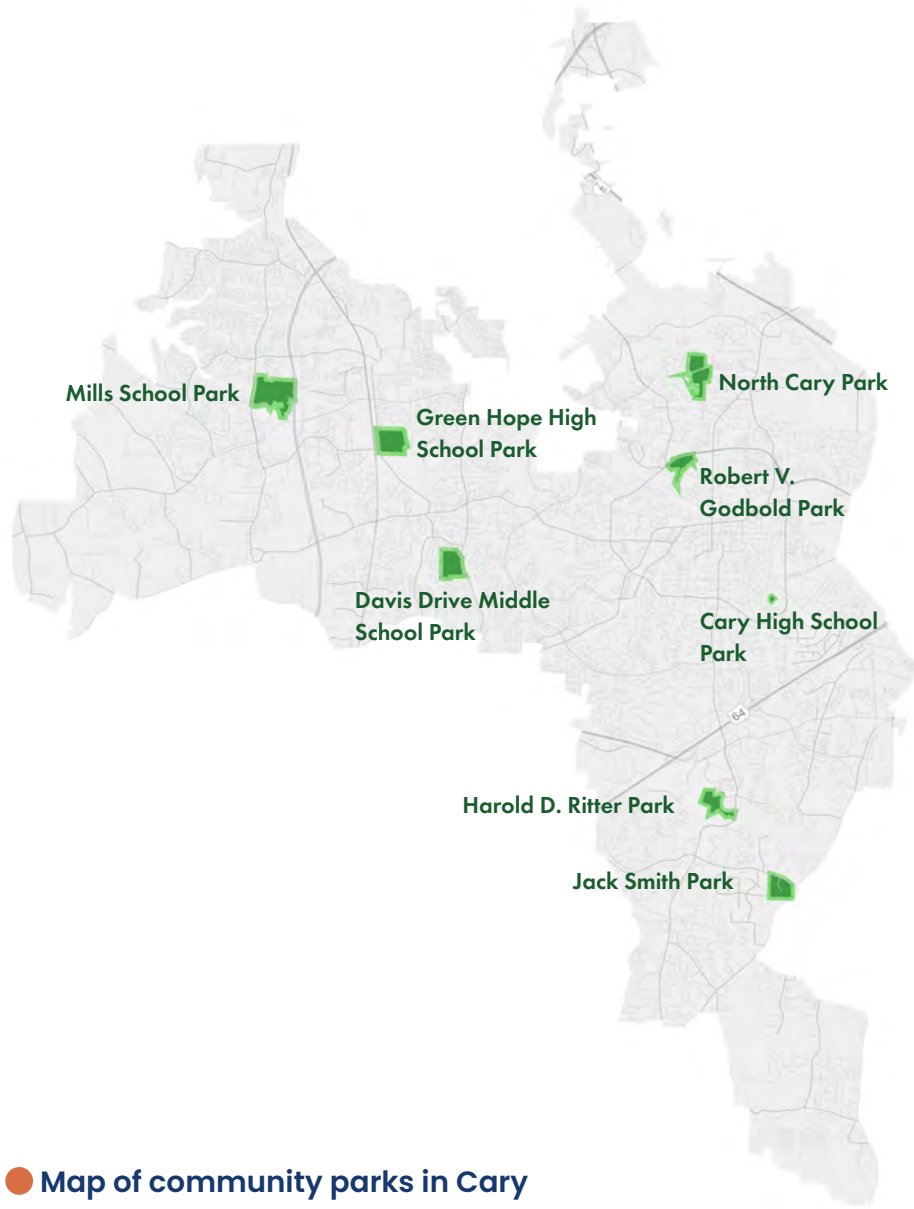 I-40
North Cary Park
Mills School Park
Green Hope High
School Park
Robert V.
Godbold Park
Davis Drive Middle
School Park
Cary High School
Park
64
Harold D. Ritter Park
Jack Smith Park
Map of community parks in Cary